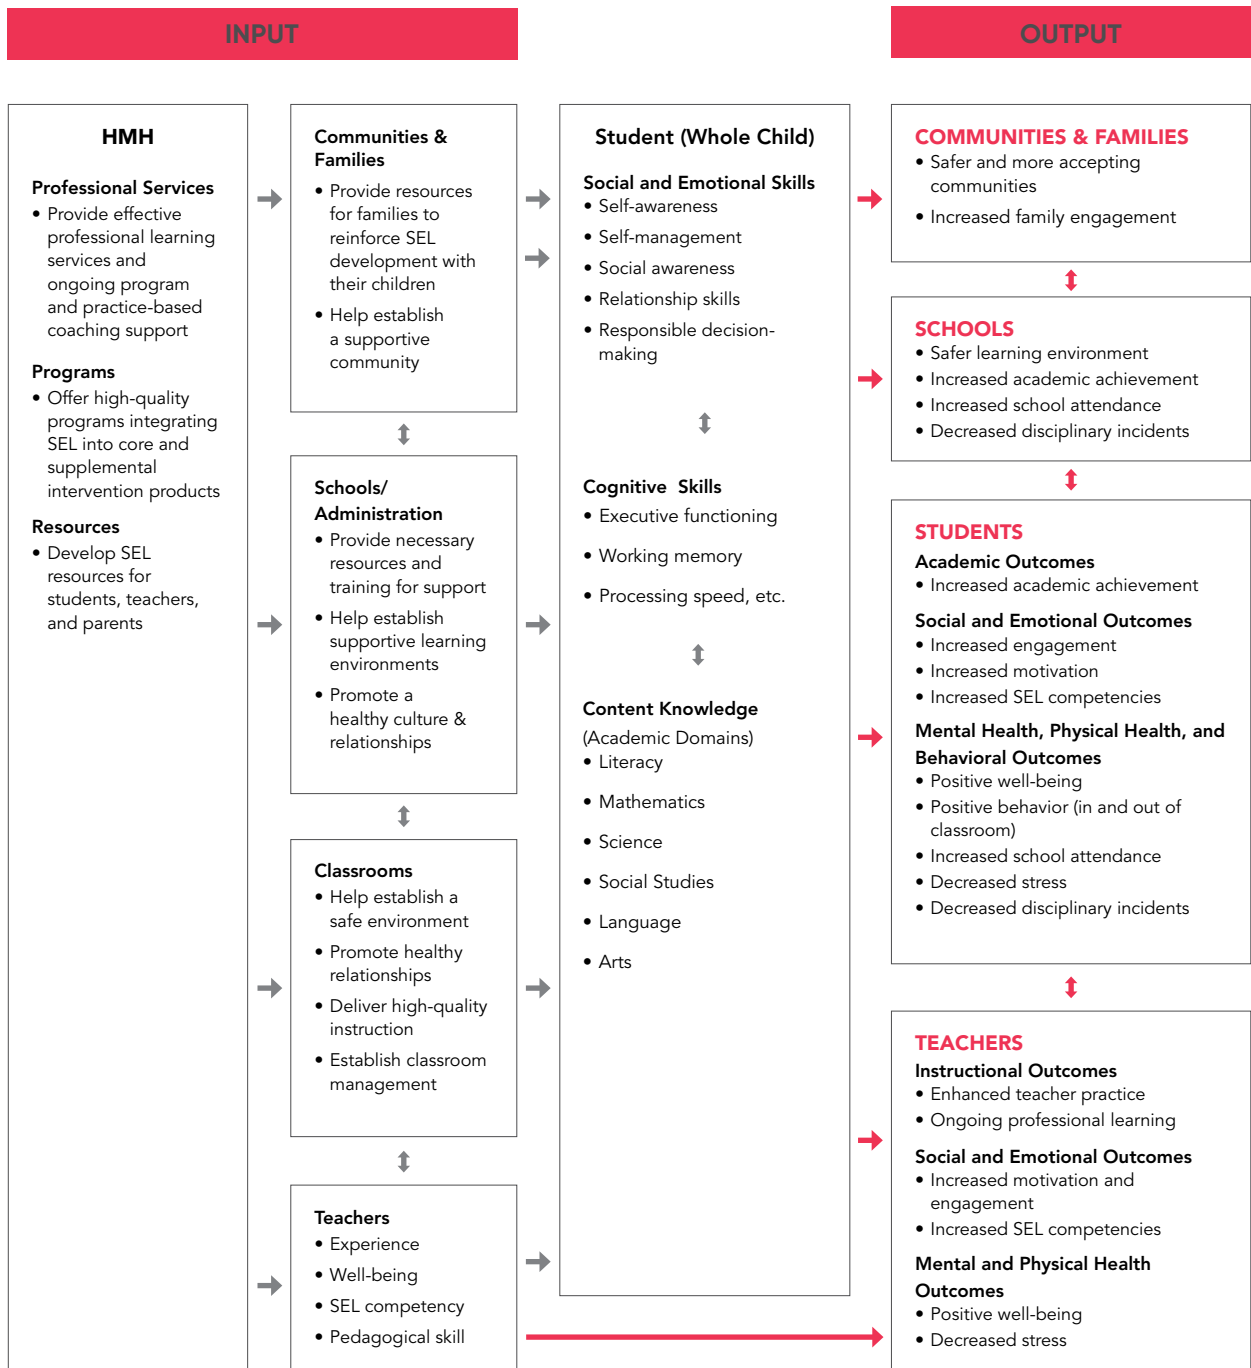 INPUT
OUTPUT
HMH
Professional Services
• Provide effective
professional learning
services and
ongoing program
and practice-based
coaching support
Programs
• Offer high-quality
programs integrating
SEL into core and
supplemental
intervention products
Resources
• Develop SEL
resources for
students, teachers,
and parents
Communities &
Families
• Provide resources
for families to
reinforce SEL
development with
their children
• Help establish
a supportive
community
Schools/
Administration
• Provide necessary
resources and
training for support
• Help establish
supportive learning
environments
• Promote a
healthy culture &
relationships
Classrooms
• Help establish a
safe environment
• Promote healthy
relationships
• Deliver high-quality
instruction
• Establish classroom
management
Teachers
• Experience
• Well-being
• SEL competency
• Pedagogical skill
Student (Whole Child)
Social and Emotional Skills
• Self-awareness
• Self-management
• Social awareness
• Relationship skills
• Responsible decision-
making
Cognitive Skills
• Executive functioning
• Working memory
• Processing speed, etc.
Content Knowledge
(Academic Domains)
• Literacy
• Mathematics
• Science
• Social Studies
• Language
• Arts
COMMUNITIES & FAMILIES
• Safer and more accepting
communities
• Increased family engagement
SCHOOLS
• Safer learning environment
• Increased academic achievement
• Increased school attendance
• Decreased disciplinary incidents
STUDENTS
Academic Outcomes
• Increased academic achievement
Social and Emotional Outcomes
• Increased engagement
• Increased motivation
• Increased SEL competencies
Mental Health, Physical Health, and
Behavioral Outcomes
• Positive well-being
• Positive behavior (in and out of
classroom)
• Increased school attendance
• Decreased stress
• Decreased disciplinary incidents
TEACHERS
Instructional Outcomes
• Enhanced teacher practice
• Ongoing professional learning
Social and Emotional Outcomes
• Increased motivation and
engagement
• Increased SEL competencies
Mental and Physical Health
Outcomes
• Positive well-being
• Decreased stress